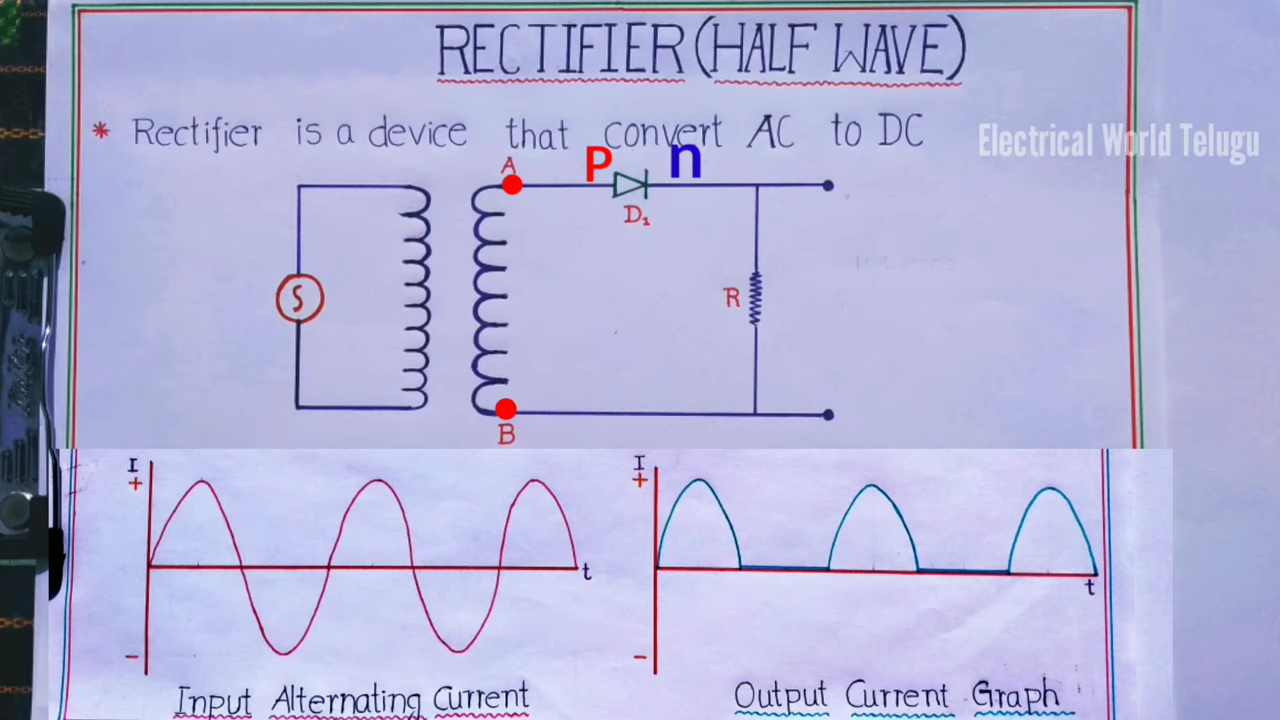 RECTIFIER (HALF WAVE)
* Rectifier is a device that convert AC to DC
Electrical World Telugu
A
P
n
D₁
S
R
B
I
+
t
−
Input Alternating Current
I
+
t
−
Output Current Graph